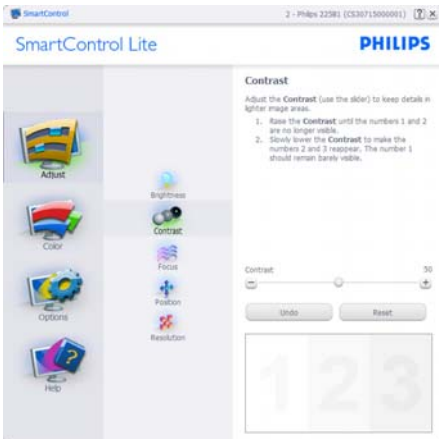 SmartControl
2 - Philips 225B1 (CS30715000001)
SmartControl Lite
PHILIPS
Adjust
Color
Options
Help
Brightness
Contrast
Focus
Position
Resolution
Contrast
Adjust the Contrast (use the slider) to keep details in
lighter image areas.
1. Raise the Contrast until the numbers 1 and 2
are no longer visible.
2. Slowly lower the Contrast to make the
numbers 2 and 3 reappear. The number 1
should remain barely visible.
Contrast 50
Undo Reset
1 2 3